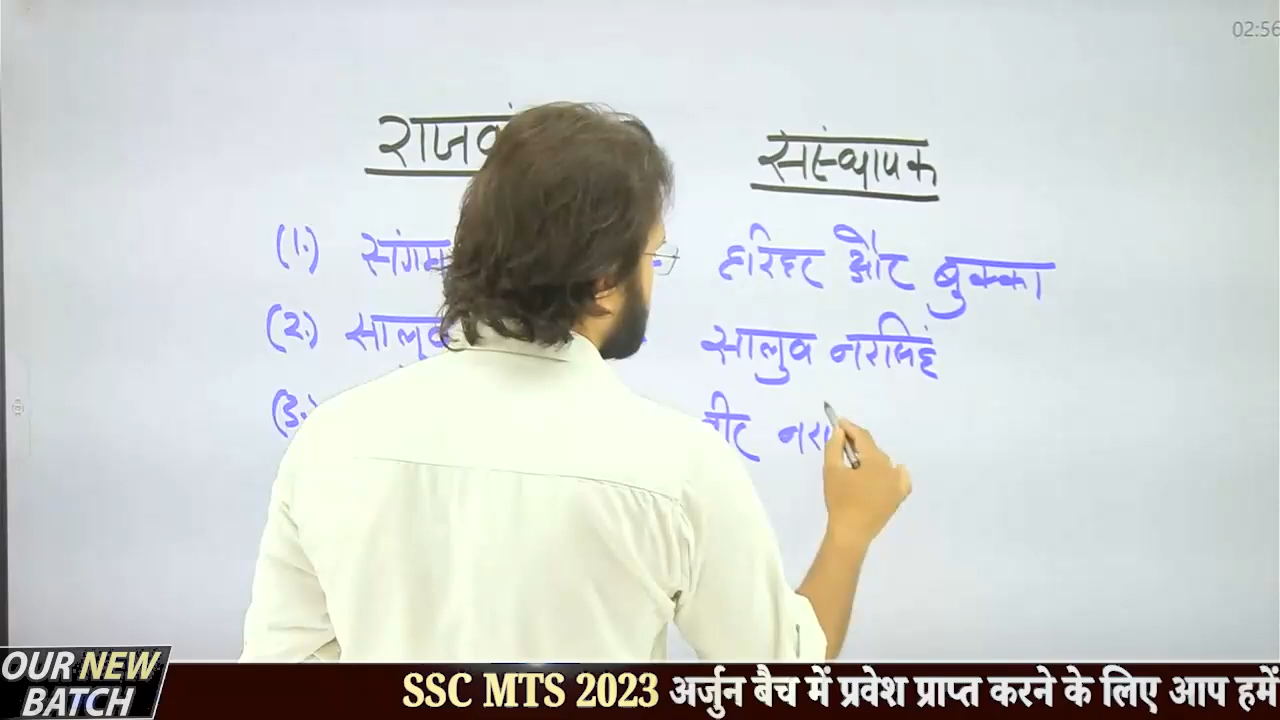 02:56
संस्थापक
(1.) संगम = हरिहर और बुक्का
(2.) सालुव सालुव नरसिंह
(3.) वीर
OUR NEW BATCH
SSC MTS 2023 अर्जुन बैच में प्रवेश प्राप्त करने के लिए आप हमें